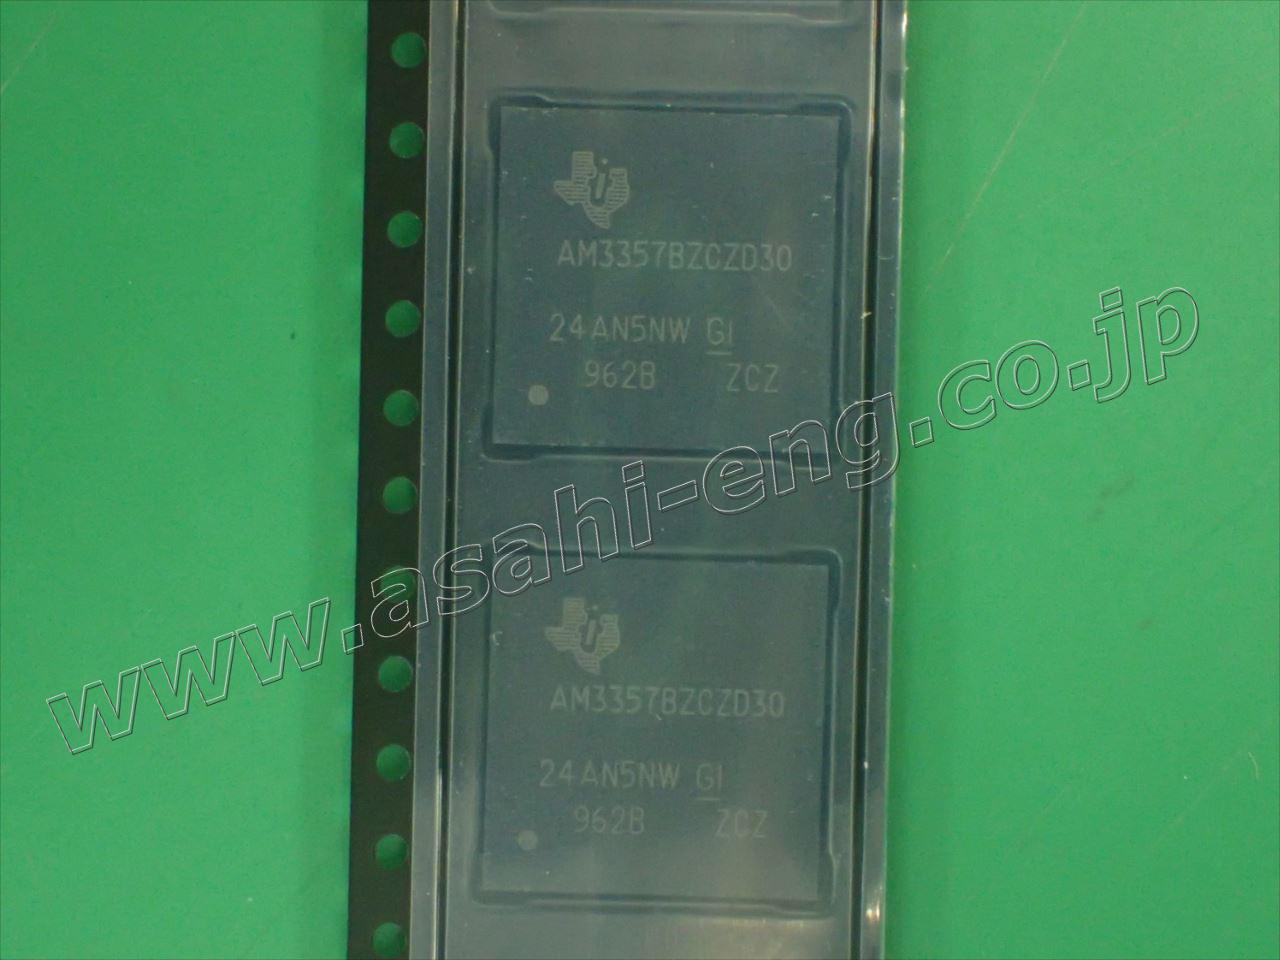 AM3357BZCZD30
24AN5NW GI
962B ZCZ
www.asahi-eng.co.jp
AM3357BZCZD30
24AN5NW GI
962B ZCZ